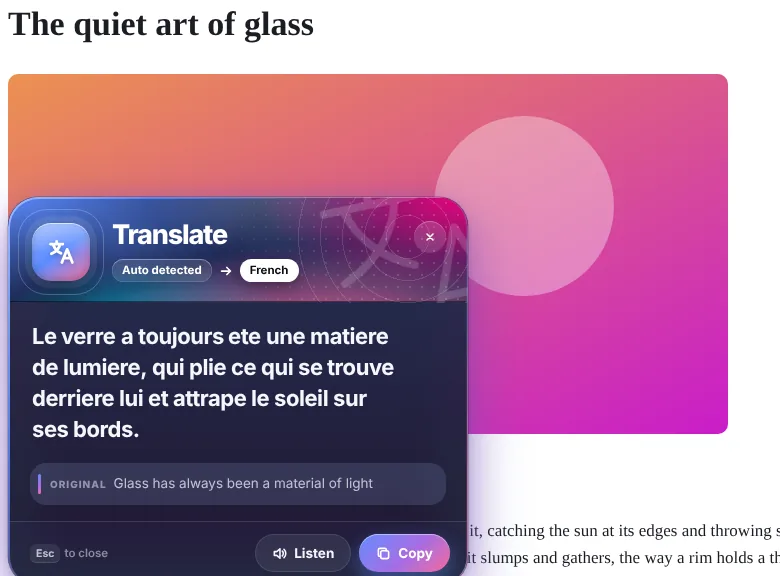 The quiet art of glass
Translate
Auto detected → French
Le verre a toujours ete une matiere
de lumiere, qui plie ce qui se trouve
derriere lui et attrape le soleil sur
ses bords.
ORIGINAL Glass has always been a material of light
Esc to close
Listen
Copy
it, catching the sun at its edges and throwing
it slumps and gathers, the way a rim holds a